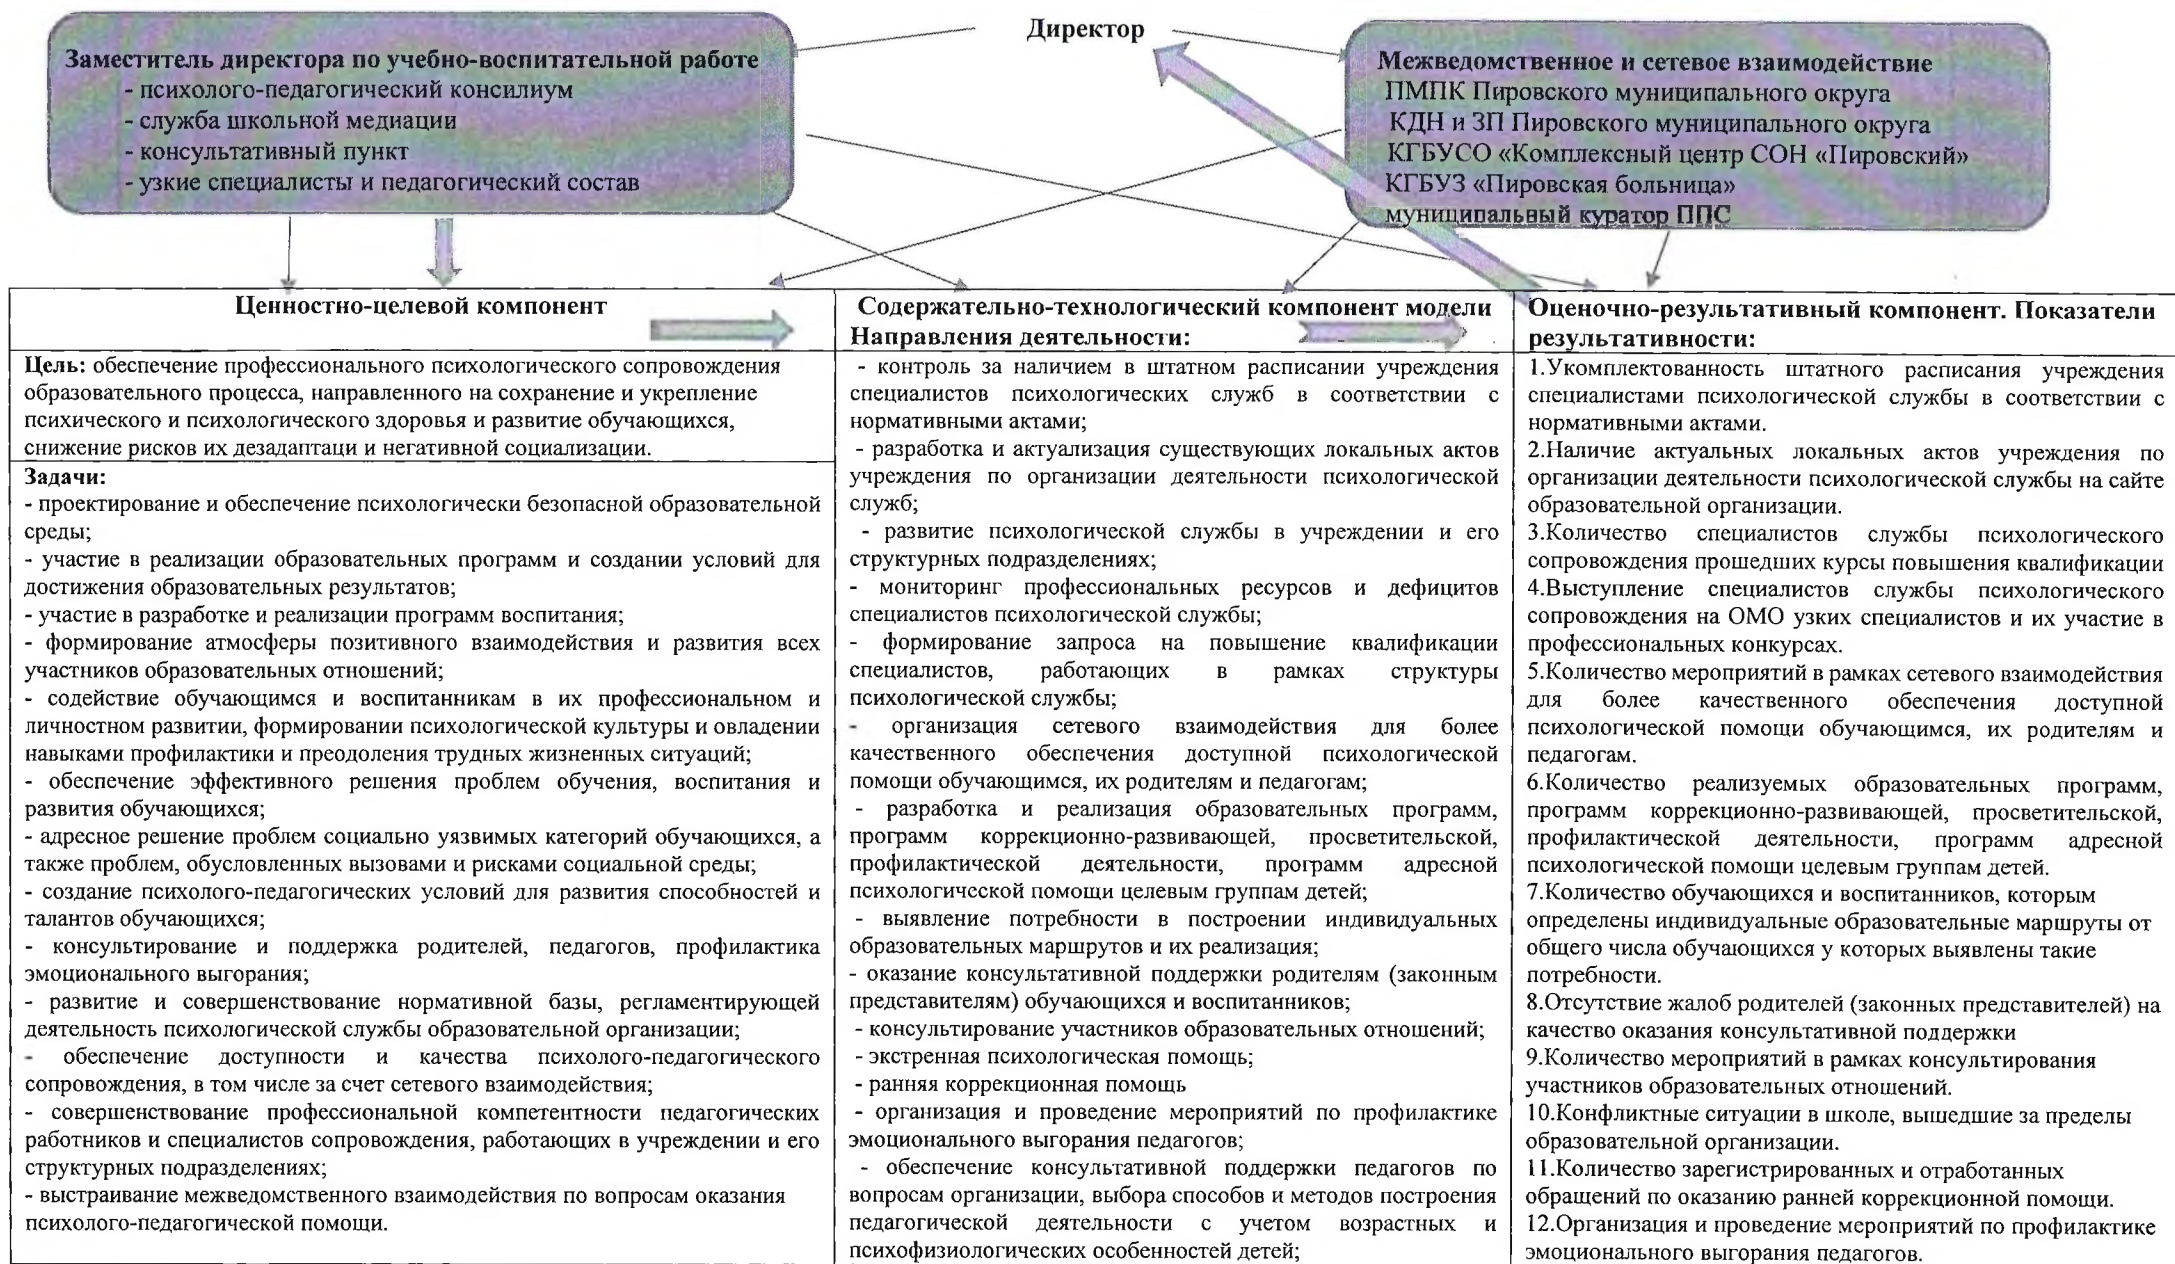 Директор
Заместитель директора по учебно-воспитательной работе
- психолого-педагогический консилиум
- служба школьной медиации
- консультативный пункт
- узкие специалисты и педагогический состав
Межведомственное и сетевое взаимодействие
ПМПК Пировского муниципального округа
КДН и ЗП Пировского муниципального округа
КГБУСО «Комплексный центр СОН «Пировский»
КГБУЗ «Пировская больница»
муниципальный куратор ППС
Ценностно-целевой компонент
Цель: обеспечение профессионального психологического сопровождения
образовательного процесса, направленного на сохранение и укрепление
психического и психологического здоровья и развитие обучающихся,
снижение рисков их дезадаптаци и негативной социализации.
Задачи:
- проектирование и обеспечение психологически безопасной образовательной
среды;
- участие в реализации образовательных программ и создании условий для
достижения образовательных результатов;
- участие в разработке и реализации программ воспитания;
- формирование атмосферы позитивного взаимодействия и развития всех
участников образовательных отношений;
- содействие обучающимся и воспитанникам в их профессиональном и
личностном развитии, формировании психологической культуры и овладении
навыками профилактики и преодоления трудных жизненных ситуаций;
- обеспечение эффективного решения проблем обучения, воспитания и
развития обучающихся;
- адресное решение проблем социально уязвимых категорий обучающихся, а
также проблем, обусловленных вызовами и рисками социальной среды;
- создание психолого-педагогических условий для развития способностей и
талантов обучающихся;
- консультирование и поддержка родителей, педагогов, профилактика
эмоционального выгорания;
- развитие и совершенствование нормативной базы, регламентирующей
деятельность психологической службы образовательной организации;
- обеспечение доступности и качества психолого-педагогического
сопровождения, в том числе за счет сетевого взаимодействия;
- совершенствование профессиональной компетентности педагогических
работников и специалистов сопровождения, работающих в учреждении и его
структурных подразделениях;
- выстраивание межведомственного взаимодействия по вопросам оказания
психолого-педагогической помощи.
Содержательно-технологический компонент модели
Направления деятельности:
- контроль за наличием в штатном расписании учреждения
специалистов психологических служб в соответствии с
нормативными актами;
- разработка и актуализация существующих локальных актов
учреждения по организации деятельности психологической
служб;
- развитие психологической службы в учреждении и его
структурных подразделениях;
- мониторинг профессиональных ресурсов и дефицитов
специалистов психологической службы;
- формирование запроса на повышение квалификации
специалистов, работающих в рамках структуры
психологической службы;
- организация сетевого взаимодействия для более
качественного обеспечения доступной психологической
помощи обучающимся, их родителям и педагогам;
- разработка и реализация образовательных программ,
программ коррекционно-развивающей, просветительской,
профилактической деятельности, программ адресной
психологической помощи целевым группам детей;
- выявление потребности в построении индивидуальных
образовательных маршрутов и их реализация;
- оказание консультативной поддержки родителям (законным
представителям) обучающихся и воспитанников;
- консультирование участников образовательных отношений;
- экстренная психологическая помощь;
- ранняя коррекционная помощь
- организация и проведение мероприятий по профилактике
эмоционального выгорания педагогов;
- обеспечение консультативной поддержки педагогов по
вопросам организации, выбора способов и методов построения
педагогической деятельности с учетом возрастных и
психофизиологических особенностей детей;
Оценочно-результативный компонент. Показатели
результативности:
1.Укомплектованность штатного расписания учреждения
специалистами психологической службы в соответствии с
нормативными актами.
2.Наличие актуальных локальных актов учреждения по
организации деятельности психологической службы на сайте
образовательной организации.
3.Количество специалистов службы психологического
сопровождения прошедших курсы повышения квалификации
4.Выступление специалистов службы психологического
сопровождения на ОМО узких специалистов и их участие в
профессиональных конкурсах.
5.Количество мероприятий в рамках сетевого взаимодействия
для более качественного обеспечения доступной
психологической помощи обучающимся, их родителям и
педагогам.
6.Количество реализуемых образовательных программ,
программ коррекционно-развивающей, просветительской,
профилактической деятельности, программ адресной
психологической помощи целевым группам детей.
7.Количество обучающихся и воспитанников, которым
определены индивидуальные образовательные маршруты от
общего числа обучающихся у которых выявлены такие
потребности.
8.Отсутствие жалоб родителей (законных представителей) на
качество оказания консультативной поддержки
9.Количество мероприятий в рамках консультирования
участников образовательных отношений.
10.Конфликтные ситуации в школе, вышедшие за пределы
образовательной организации.
11.Количество зарегистрированных и отработанных
обращений по оказанию ранней коррекционной помощи.
12.Организация и проведение мероприятий по профилактике
эмоционального выгорания педагогов.